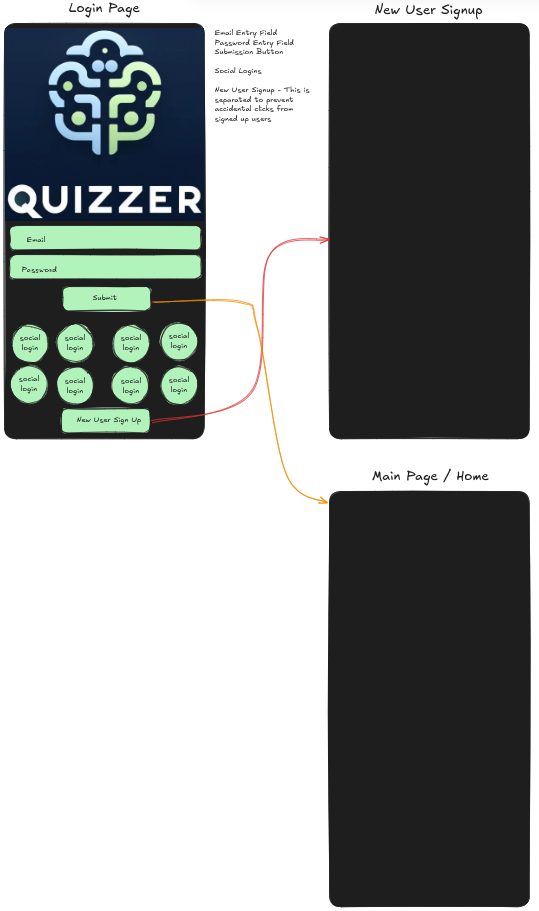 Login Page
QUIZZER
Email
Password
Submit
social
login
social
login
social
login
social
login
social
login
social
login
social
login
social
login
New User Sign Up
Email Entry Field
Password Entry Field
Submission Button
Social Logins
New User Signup - This is
separated to prevent
accidental clicks from
signed up users
New User Signup
Main Page / Home